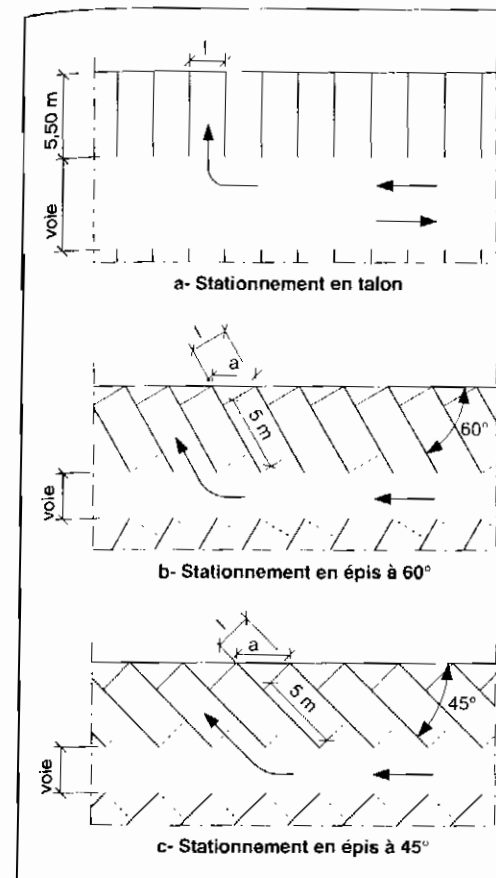 l
5,50 m
voie
a- Stationnement en talon
l
a
5 m
60°
voie
b- Stationnement en épis à 60°
l
a
5 m
45°
voie
c- Stationnement en épis à 45°